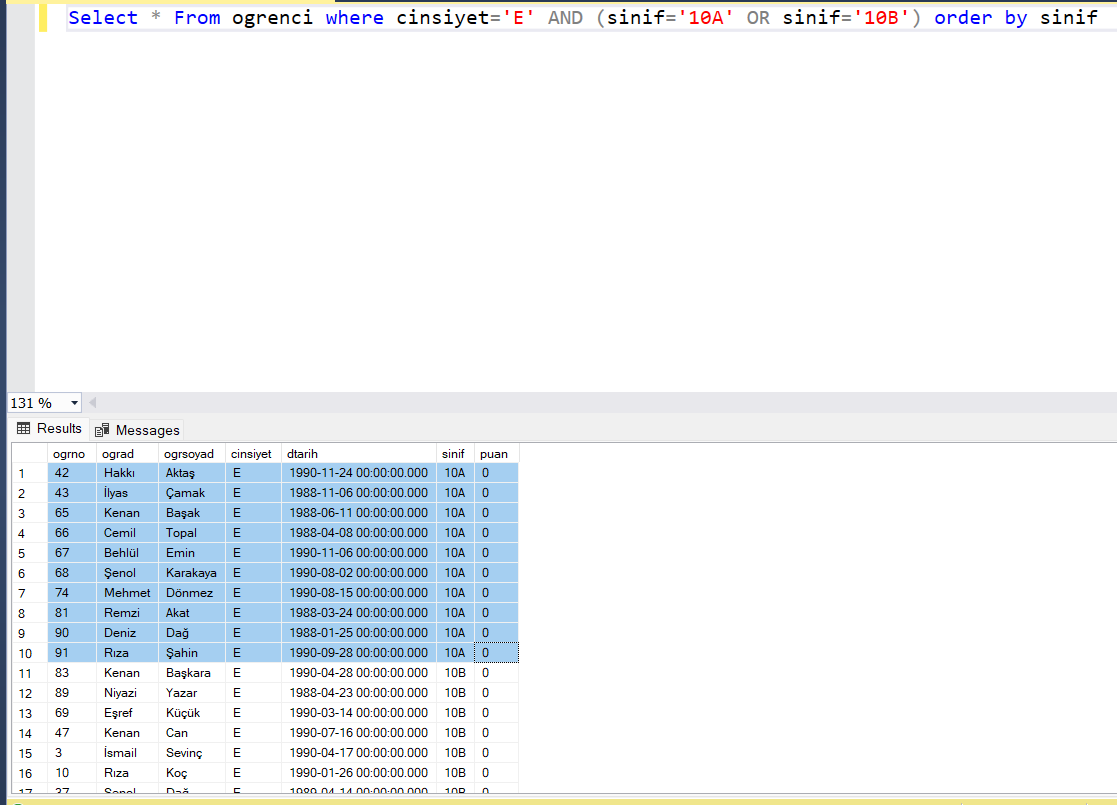 Select * From ogrenci where cinsiyet='E' AND (sinif='10A' OR sinif='10B') order by sinif
131 %
Results Messages
ogrno ograd ogrsoyad cinsiyet dtarih sinif puan
1 42 Hakkı Aktaş E 1990-11-24 00:00:00.000 10A 0
2 43 İlyas Çamak E 1988-11-06 00:00:00.000 10A 0
3 65 Kenan Başak E 1988-06-11 00:00:00.000 10A 0
4 66 Cemil Topal E 1988-04-08 00:00:00.000 10A 0
5 67 Behlül Emin E 1990-11-06 00:00:00.000 10A 0
6 68 Şenol Karakaya E 1990-08-02 00:00:00.000 10A 0
7 74 Mehmet Dönmez E 1990-08-15 00:00:00.000 10A 0
8 81 Remzi Akat E 1988-03-24 00:00:00.000 10A 0
9 90 Deniz Dağ E 1988-01-25 00:00:00.000 10A 0
10 91 Rıza Şahin E 1990-09-28 00:00:00.000 10A 0
11 83 Kenan Başkara E 1990-04-28 00:00:00.000 10B 0
12 89 Niyazi Yazar E 1988-04-23 00:00:00.000 10B 0
13 69 Eşref Küçük E 1990-03-14 00:00:00.000 10B 0
14 47 Kenan Can E 1990-07-16 00:00:00.000 10B 0
15 3 İsmail Sevinç E 1990-04-17 00:00:00.000 10B 0
16 10 Rıza Koç E 1990-01-26 00:00:00.000 10B 0
17 37 Şenol Dağ E 1989-04-14 00:00:00.000 10B 0